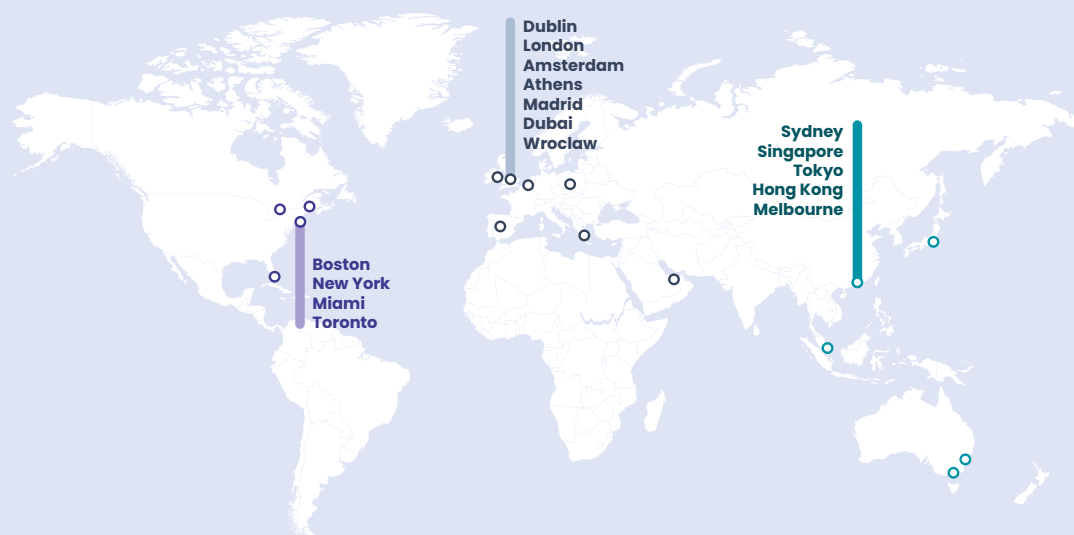 Dublin
London
Amsterdam
Athens
Madrid
Dubai
Wroclaw
Sydney
Singapore
Tokyo
Hong Kong
Melbourne
Boston
New York
Miami
Toronto